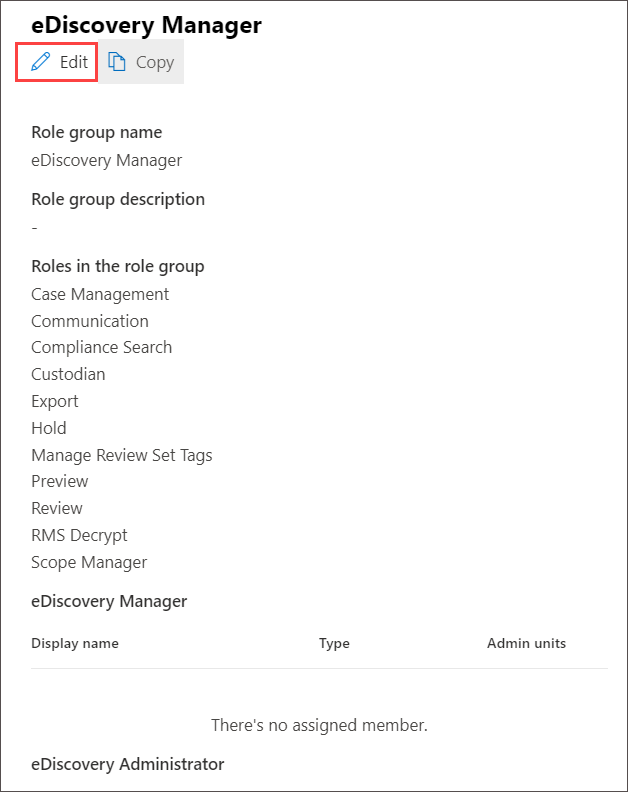 eDiscovery Manager
Edit Copy
Role group name
eDiscovery Manager
Role group description
-
Roles in the role group
Case Management
Communication
Compliance Search
Custodian
Export
Hold
Manage Review Set Tags
Preview
Review
RMS Decrypt
Scope Manager
eDiscovery Manager
Display name Type Admin units
There's no assigned member.
eDiscovery Administrator